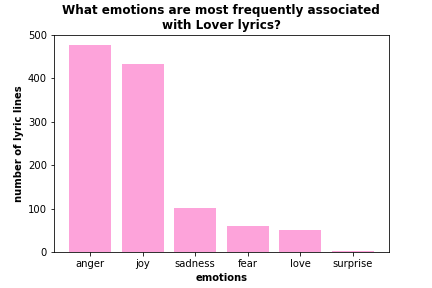 What emotions are most frequently associated
with Lover lyrics?
500
400
300
200
100
0
number of lyric lines
anger joy sadness fear love surprise
emotions